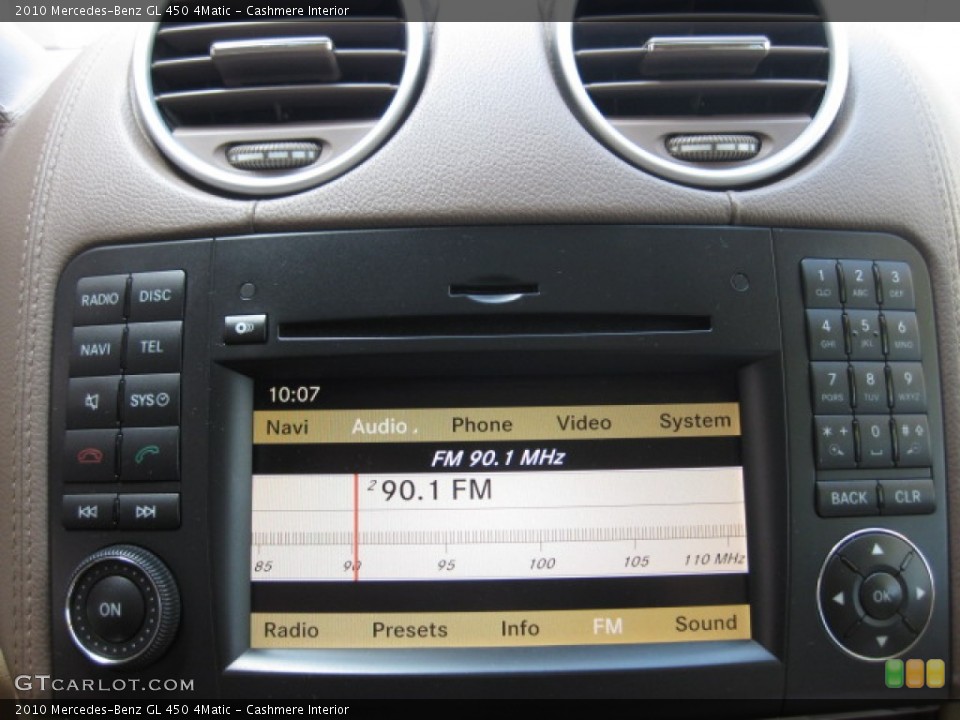 2010 Mercedes-Benz GL 450 4Matic - Cashmere Interior
RADIO DISC
NAVI TEL
SYS
ON
10:07
Navi Audio Phone Video System
FM 90.1 MHz
2 90.1 FM
85 90 95 100 105 110 MHz
Radio Presets Info FM Sound
1 2 ABC 3 DEF
4 GHI 5 JKL 6 MNO
7 PQRS 8 TUV 9 WXYZ
* + 0 #
BACK CLR
OK
GTCARLOT.COM
2010 Mercedes-Benz GL 450 4Matic - Cashmere Interior